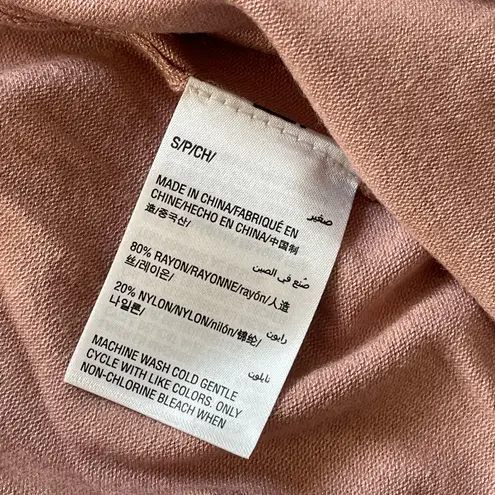 S/P/CH/
صغير
MADE IN CHINA/FABRIQUÉ EN
CHINE/HECHO EN CHINA/中国制
造/중국산/
صنع في الصين
80% RAYON/RAYONNE/rayón/人造
丝/레이온/
رايون
20% NYLON/NYLON/nilón/锦纶/
나일론/
نايلون
MACHINE WASH COLD GENTLE
CYCLE WITH LIKE COLORS. ONLY
NON-CHLORINE BLEACH WHEN